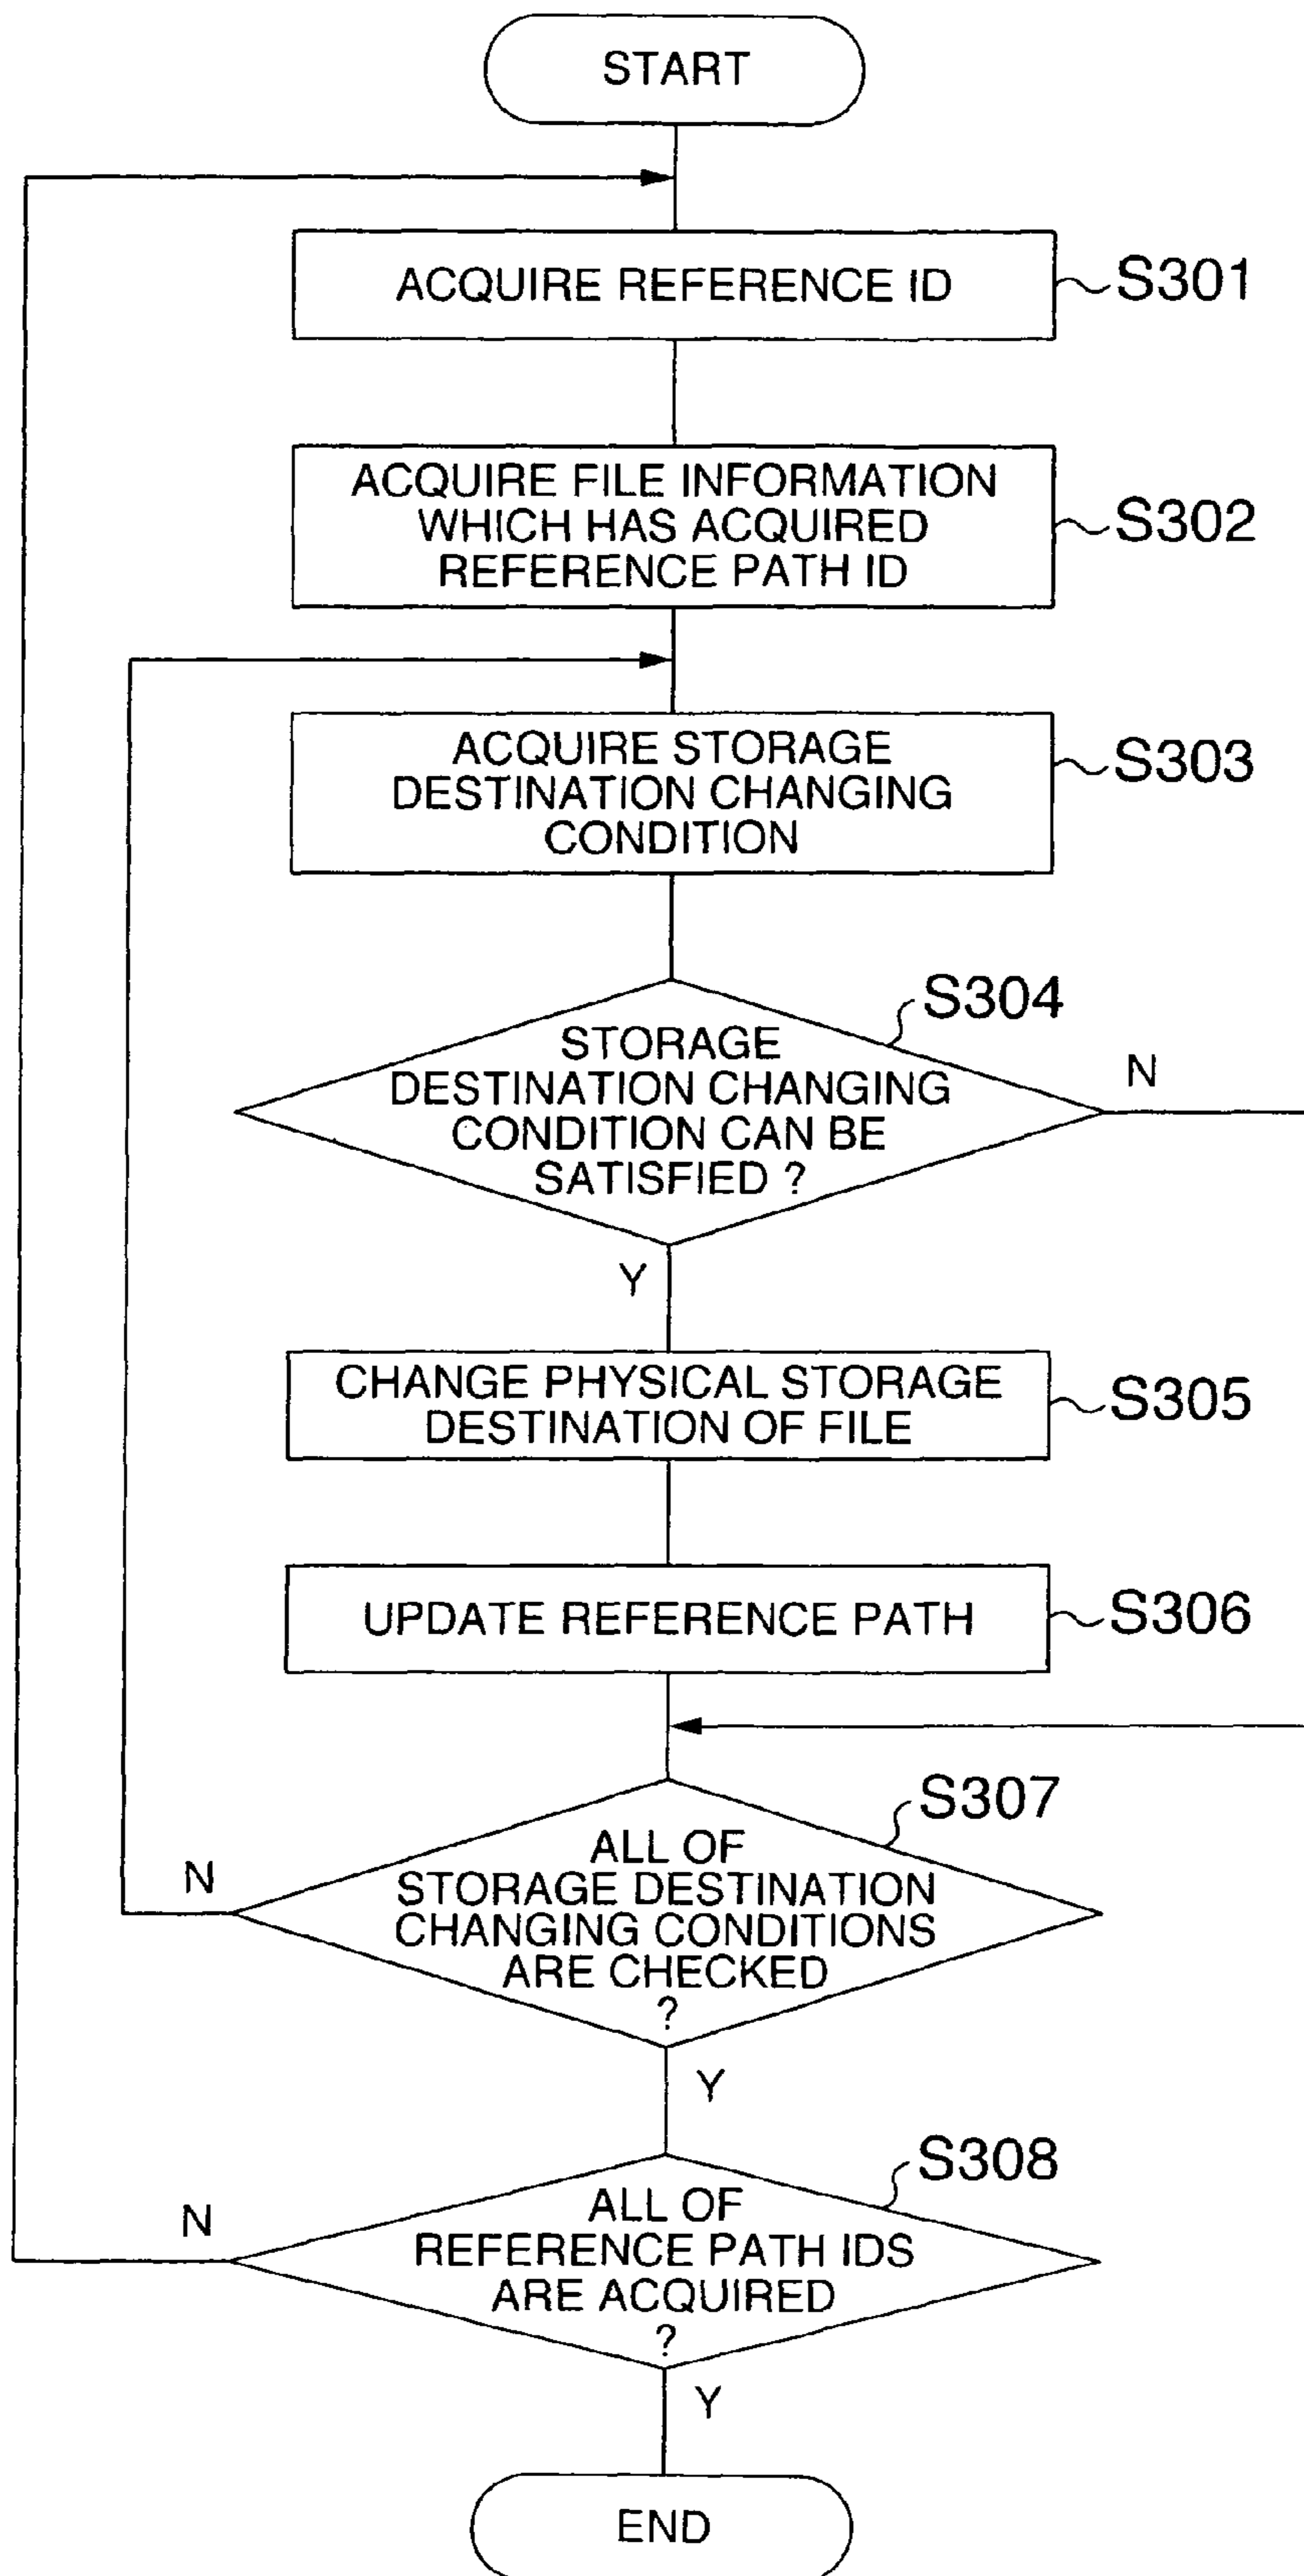 START
ACQUIRE REFERENCE ID
S301
ACQUIRE FILE INFORMATION
WHICH HAS ACQUIRED
REFERENCE PATH ID
S302
ACQUIRE STORAGE
DESTINATION CHANGING
CONDITION
S303
S304
STORAGE
DESTINATION CHANGING
CONDITION CAN BE
SATISFIED ?
N
Y
CHANGE PHYSICAL STORAGE
DESTINATION OF FILE
S305
UPDATE REFERENCE PATH
S306
S307
ALL OF
STORAGE DESTINATION
CHANGING CONDITIONS
ARE CHECKED
?
N
Y
S308
ALL OF
REFERENCE PATH IDS
ARE ACQUIRED
?
N
Y
END